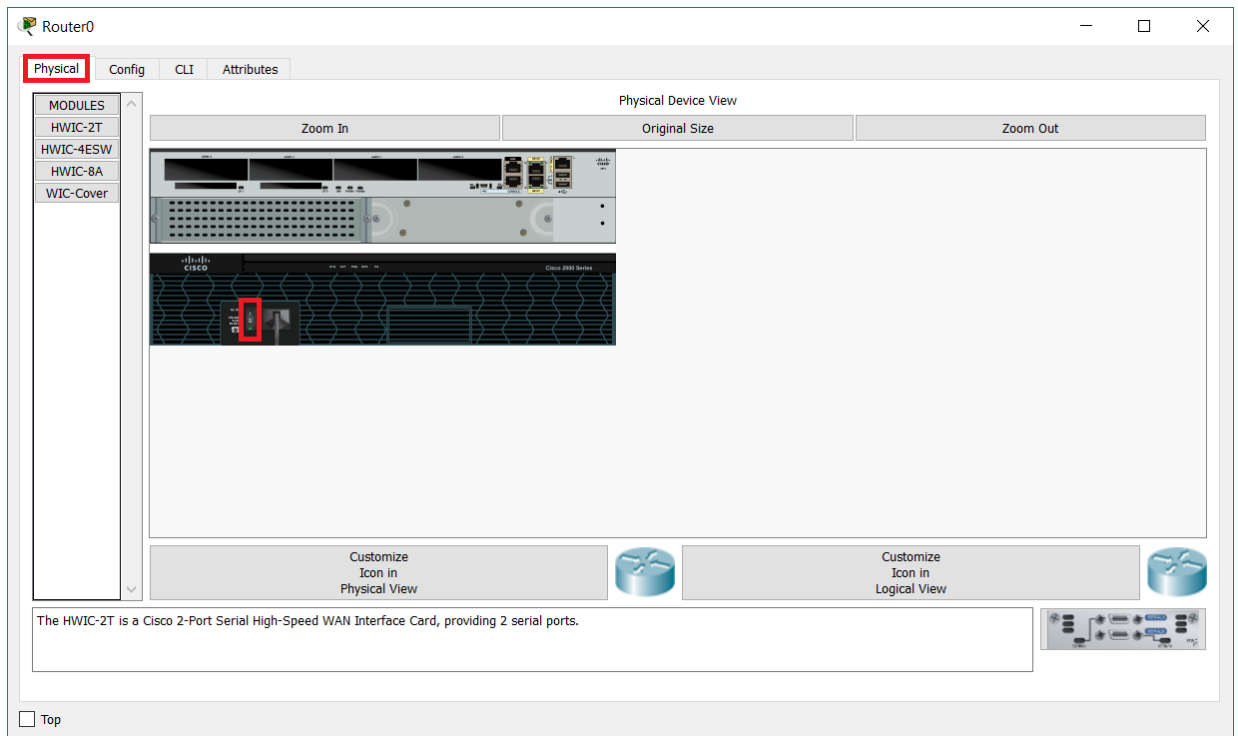 Router0
Physical
Config
CLI
Attributes
MODULES
HWIC-2T
HWIC-4ESW
HWIC-8A
WIC-Cover
Physical Device View
Zoom In
Original Size
Zoom Out
CISCO
Cisco 2900 Series
Customize
Icon in
Physical View
Customize
Icon in
Logical View
The HWIC-2T is a Cisco 2-Port Serial High-Speed WAN Interface Card, providing 2 serial ports.
Top